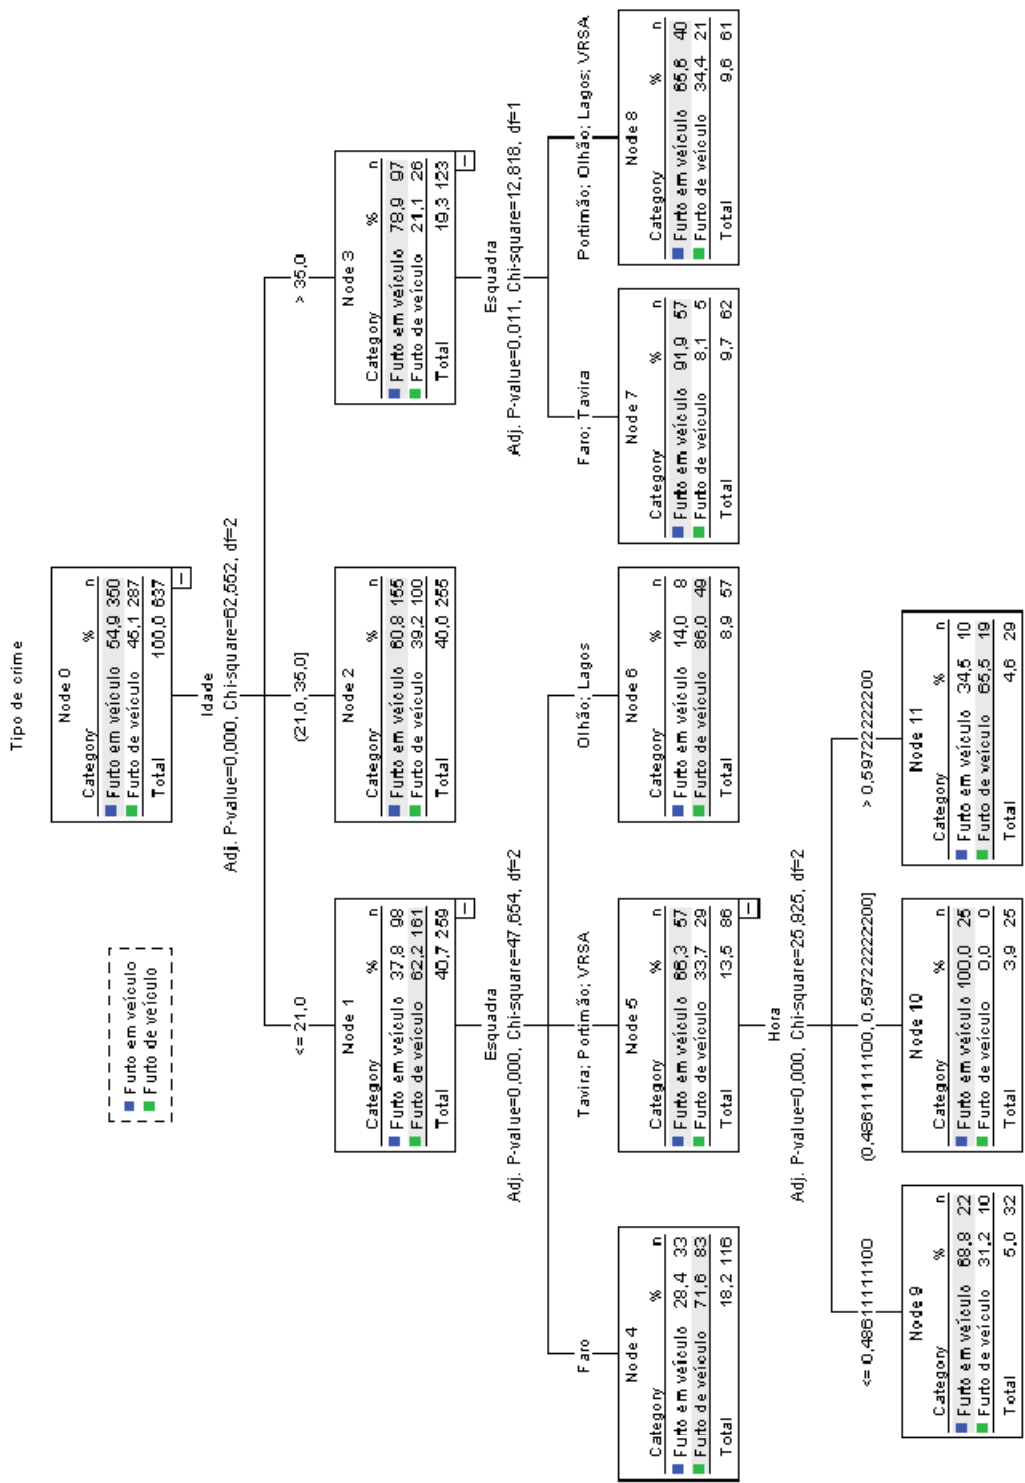 Tipo de crime
Furto em veículo
Furto de veículo
Node 0
Category % n
Furto em veículo 54,9 350
Furto de veículo 45,1 287
Total 100,0 637
Idade
Adj. P-value=0,000, Chi-square=62,552, df=2
<= 21,0
(21,0, 35,0]
> 35,0
Node 1
Category % n
Furto em veículo 37,8 98
Furto de veículo 62,2 161
Total 40,7 259
Node 2
Category % n
Furto em veículo 60,8 155
Furto de veículo 39,2 100
Total 40,0 255
Node 3
Category % n
Furto em veículo 78,9 97
Furto de veículo 21,1 26
Total 19,3 123
Esquadra
Adj. P-value=0,000, Chi-square=47,654, df=2
Esquadra
Adj. P-value=0,011, Chi-square=12,818, df=1
Faro
Tavira; Portimão; VRSA
Olhão; Lagos
Faro; Tavira
Portimão; Olhão; Lagos; VRSA
Node 4
Category % n
Furto em veículo 28,4 33
Furto de veículo 71,6 83
Total 18,2 116
Node 5
Category % n
Furto em veículo 66,3 57
Furto de veículo 33,7 29
Total 13,5 86
Node 6
Category % n
Furto em veículo 14,0 8
Furto de veículo 86,0 49
Total 8,9 57
Node 7
Category % n
Furto em veículo 91,9 57
Furto de veículo 8,1 5
Total 9,7 62
Node 8
Category % n
Furto em veículo 65,6 40
Furto de veículo 34,4 21
Total 9,6 61
Hora
Adj. P-value=0,000, Chi-square=25,925, df=2
<= 0,48611111100
(0,48611111100, 0,59722222200]
> 0,59722222200
Node 9
Category % n
Furto em veículo 68,8 22
Furto de veículo 31,2 10
Total 5,0 32
Node 10
Category % n
Furto em veículo 100,0 25
Furto de veículo 0,0 0
Total 3,9 25
Node 11
Category % n
Furto em veículo 34,5 10
Furto de veículo 65,5 19
Total 4,6 29